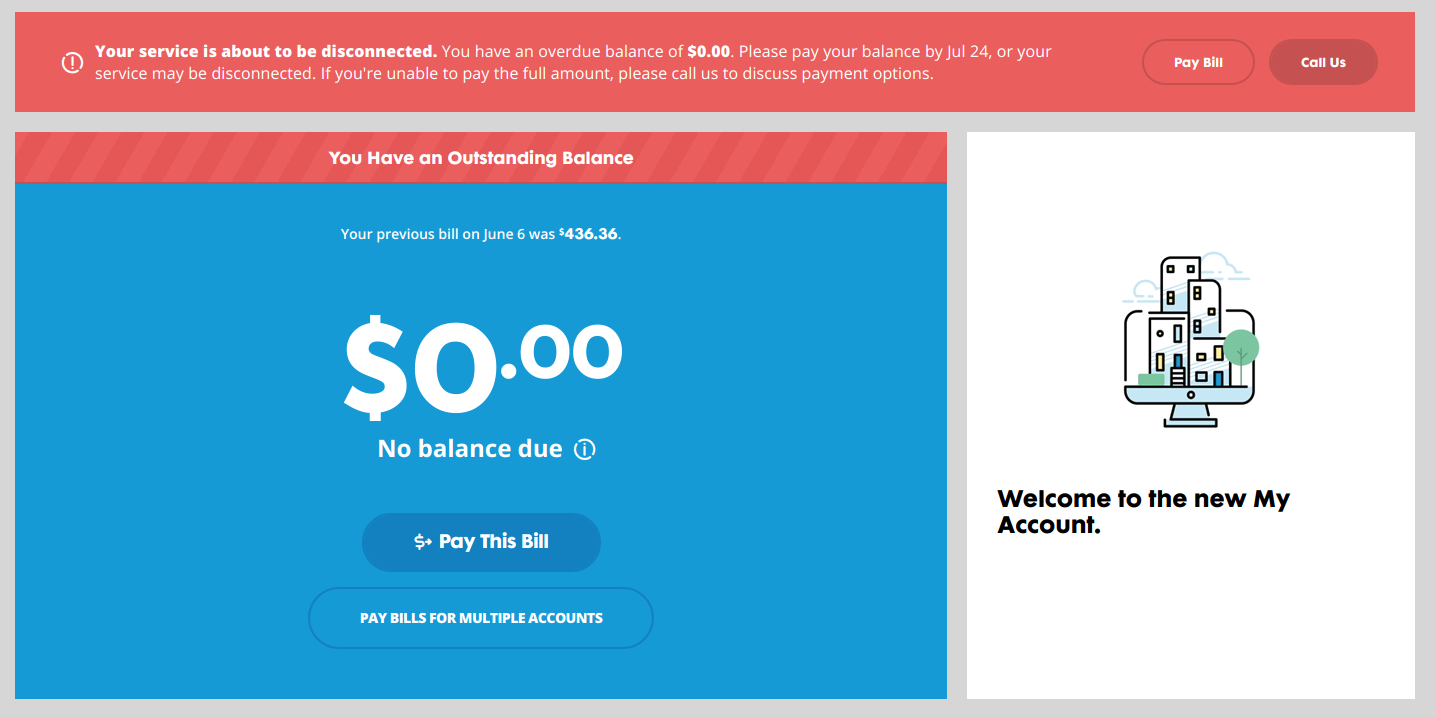 Your service is about to be disconnected. You have an overdue balance of $0.00. Please pay your balance by Jul 24, or your
service may be disconnected. If you're unable to pay the full amount, please call us to discuss payment options.
Pay Bill
Call Us
You Have an Outstanding Balance
Your previous bill on June 6 was $436.36.
$0.00
No balance due
Pay This Bill
PAY BILLS FOR MULTIPLE ACCOUNTS
Welcome to the new My
Account.